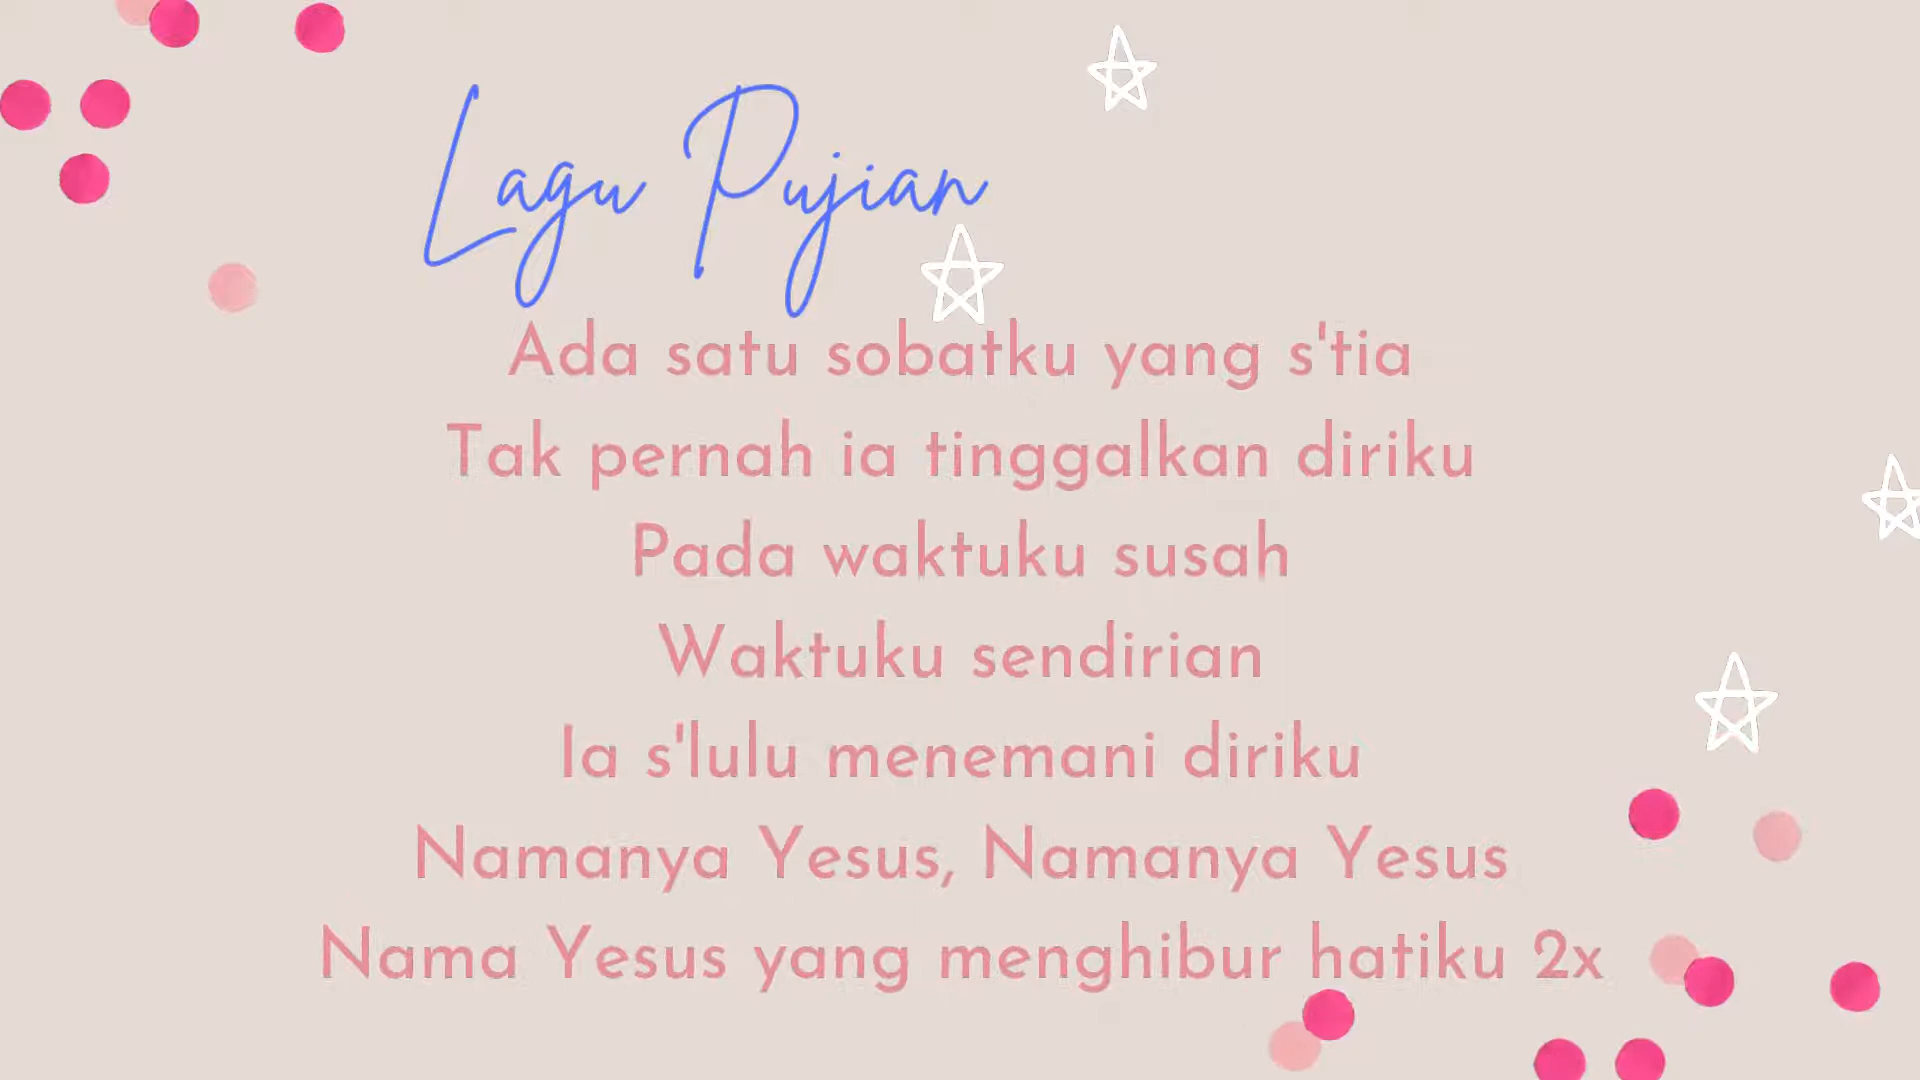 Lagu Pujian
Ada satu sobatku yang s'tia
Tak pernah ia tinggalkan diriku
Pada waktuku susah
Waktuku sendirian
Ia s'lulu menemani diriku
Namanya Yesus, Namanya Yesus
Nama Yesus yang menghibur hatiku 2x